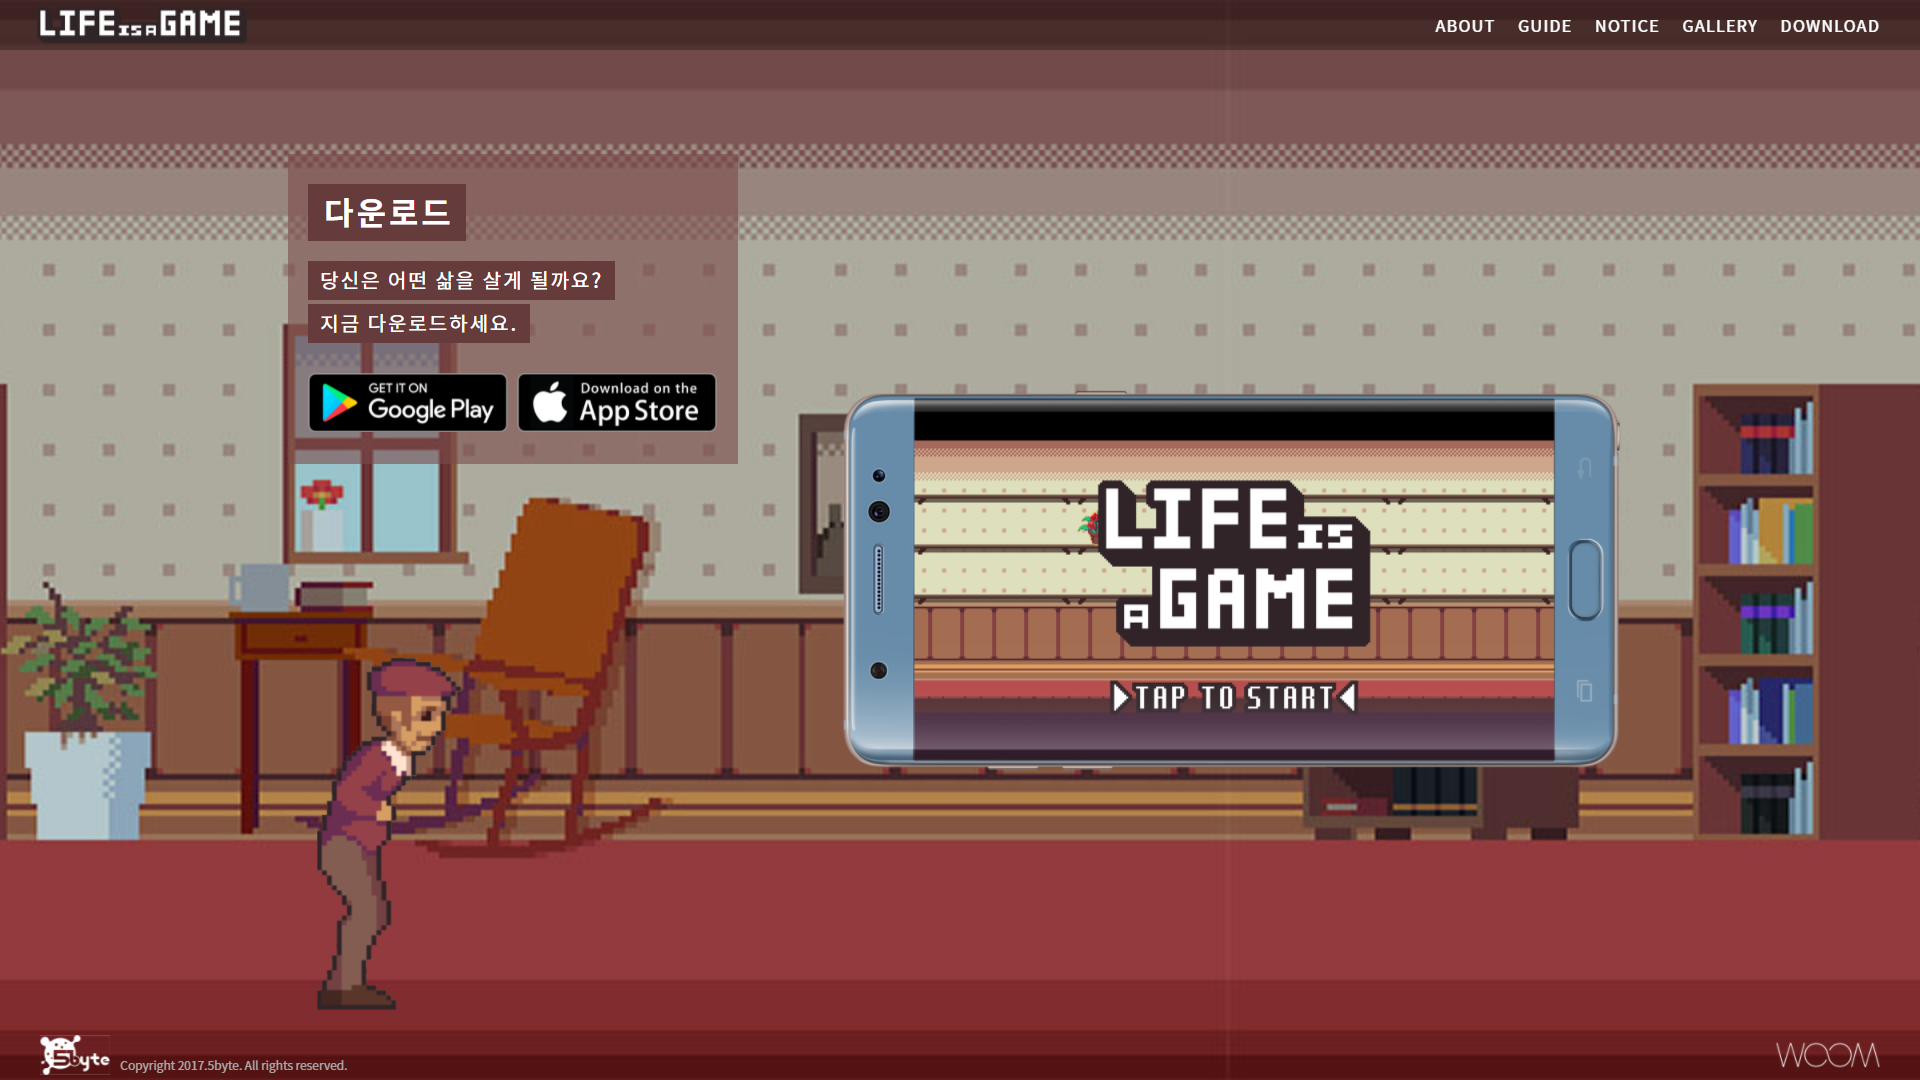 LIFE IS A GAME
ABOUT GUIDE NOTICE GALLERY DOWNLOAD
다운로드
당신은 어떤 삶을 살게 될까요?
지금 다운로드하세요.
GET IT ON
Google Play
Download on the
App Store
LIFE IS
A GAME
TAP TO START
5byte
Copyright 2017.5byte. All rights reserved.
WOOM